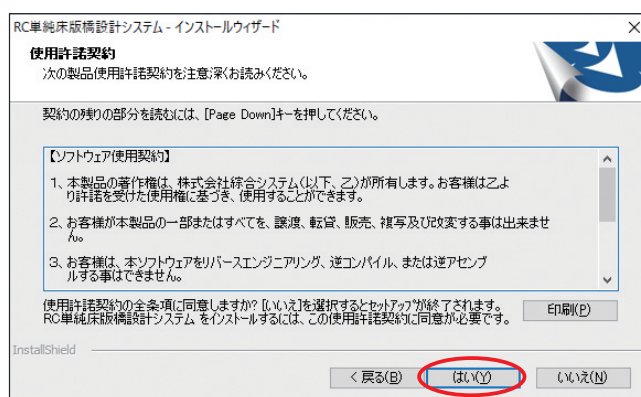 RC単純床版橋設計システム - インストールウィザード
使用許諾契約
次の製品使用許諾契約を注意深くお読みください。
契約の残りの部分を読むには、[Page Down]キーを押してください。
【ソフトウェア使用契約】
1、本製品の著作権は、株式会社綜合システム(以下、乙)が所有します。お客様は乙よ
り許諾を受けた使用権に基づき、使用することができます。
2、お客様が本製品の一部またはすべてを、譲渡、転貸、販売、複写及び改変する事は出来ませ
ん。
3、お客様は、本ソフトウェアをリバースエンジニアリング、逆コンパイル、または逆アセンブ
ルする事はできません。
使用許諾契約の全条項に同意しますか? [いいえ]を選択するとセットアップが終了されます。
RC単純床版橋設計システム をインストールするには、この使用許諾契約に同意が必要です。
印刷(P)
InstallShield
< 戻る(B)
はい(Y)
いいえ(N)